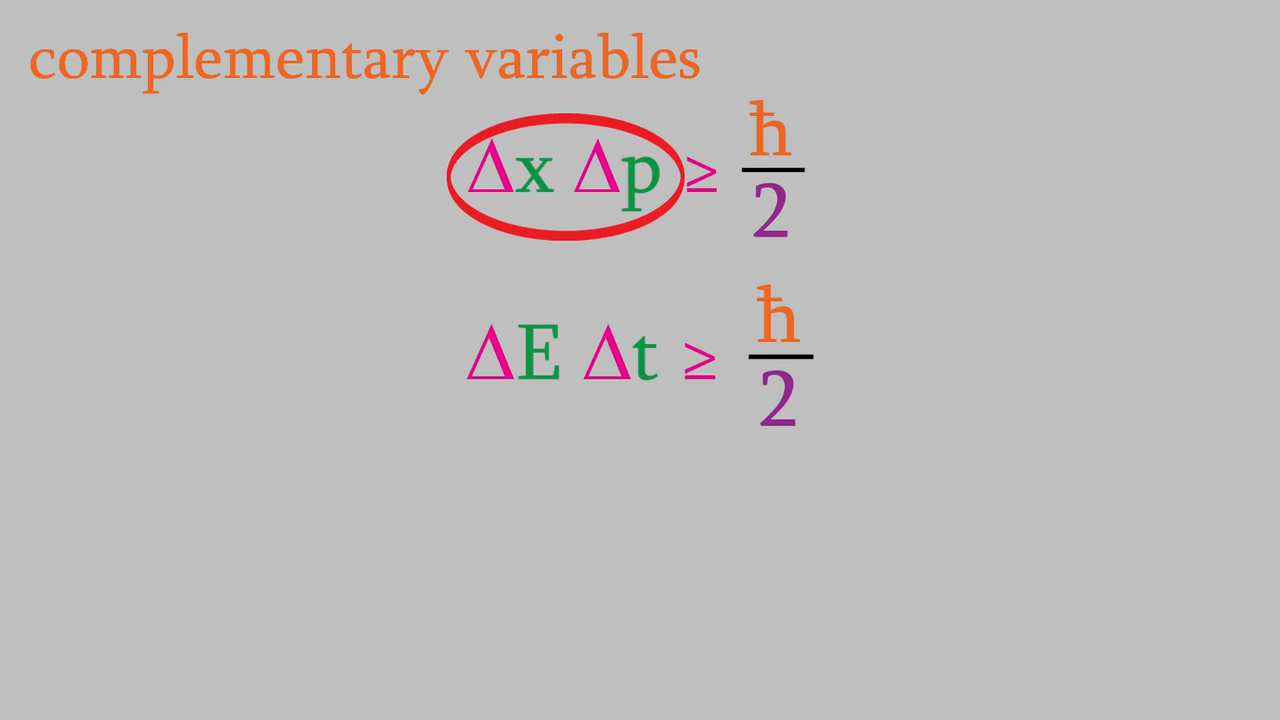 complementary variables
Δx Δp ≥ ħ/2
ΔE Δt ≥ ħ/2